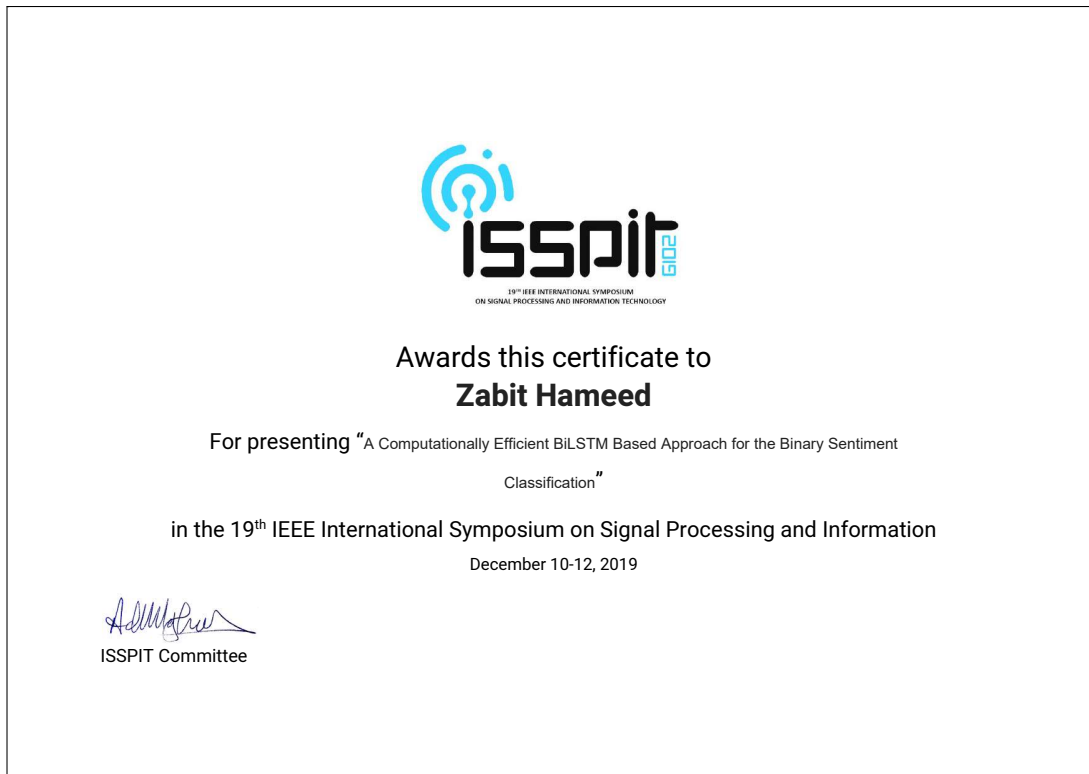 isspit 2019
19TH IEEE INTERNATIONAL SYMPOSIUM
ON SIGNAL PROCESSING AND INFORMATION TECHNOLOGY
Awards this certificate to
Zabit Hameed
For presenting “A Computationally Efficient BiLSTM Based Approach for the Binary Sentiment
Classification”
in the 19th IEEE International Symposium on Signal Processing and Information
December 10-12, 2019
ISSPIT Committee